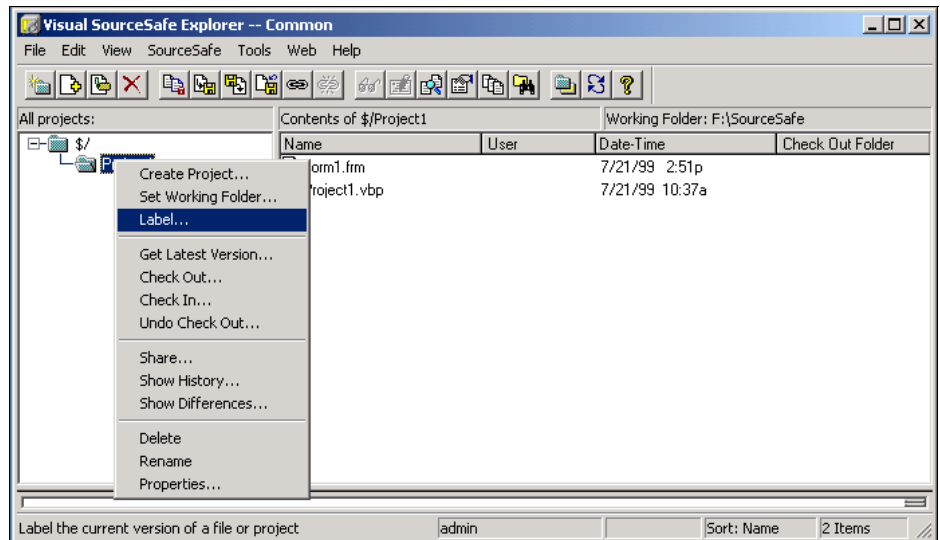 Visual SourceSafe Explorer -- Common
File Edit View SourceSafe Tools Web Help
All projects: Contents of $/Project1 Working Folder: F:\SourceSafe
$/ Name User Date-Time Check Out Folder
orm1.frm 7/21/99 2:51p
roject1.vbp 7/21/99 10:37a
Create Project...
Set Working Folder...
Label...
Get Latest Version...
Check Out...
Check In...
Undo Check Out...
Share...
Show History...
Show Differences...
Delete
Rename
Properties...
Label the current version of a file or project admin Sort: Name 2 Items